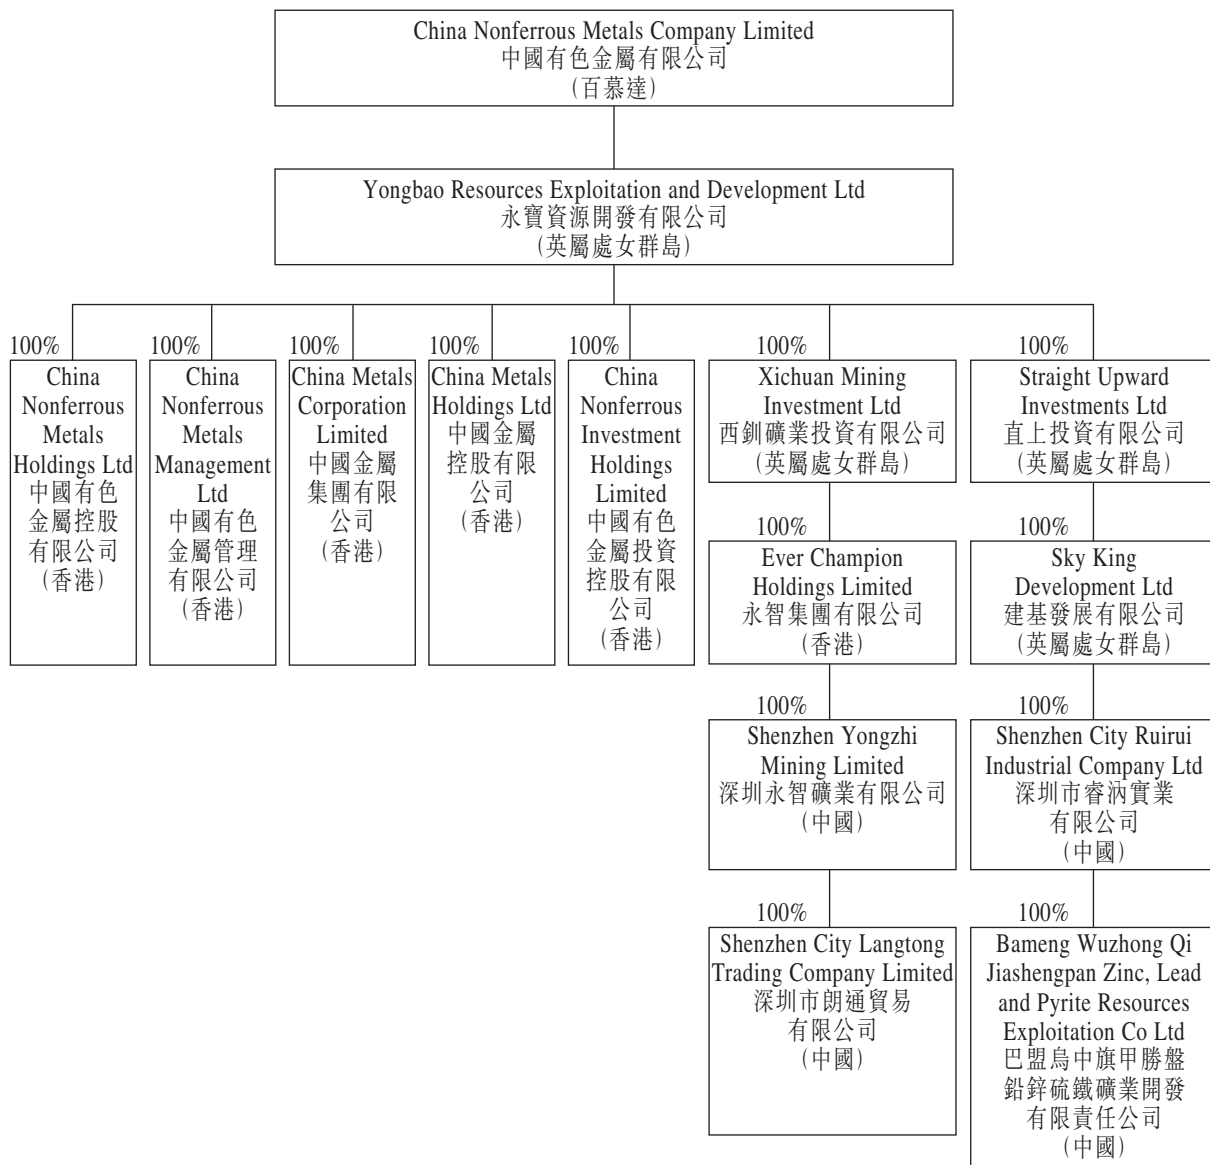 China Nonferrous Metals Company Limited
中國有色金屬有限公司
(百慕達)
Yongbao Resources Exploitation and Development Ltd
永寶資源開發有限公司
(英屬處女群島)
100%
China
Nonferrous
Metals
Holdings Ltd
中國有色
金屬控股
有限公司
(香港)
100%
China
Nonferrous
Metals
Management
Ltd
中國有色
金屬管理
有限公司
(香港)
100%
China Metals
Corporation
Limited
中國金屬
集團有限
公司
(香港)
100%
China Metals
Holdings Ltd
中國金屬
控股有限
公司
(香港)
100%
China
Nonferrous
Investment
Holdings
Limited
中國有色
金屬投資
控股有限
公司
(香港)
100%
Xichuan Mining
Investment Ltd
西釧礦業投資有限公司
(英屬處女群島)
Ever Champion
Holdings Limited
永智集團有限公司
(香港)
100%
Shenzhen Yongzhi
Mining Limited
深圳永智礦業有限公司
(中國)
100%
Shenzhen City Langtong
Trading Company Limited
深圳市朗通貿易
有限公司
(中國)
100%
Straight Upward
Investments Ltd
直上投資有限公司
(英屬處女群島)
Sky King
Development Ltd
建基發展有限公司
(英屬處女群島)
100%
Shenzhen City Ruirui
Industrial Company Ltd
深圳市睿汭實業
有限公司
(中國)
100%
Bameng Wuzhong Qi
Jiashengpan Zinc, Lead
and Pyrite Resources
Exploitation Co Ltd
巴盟烏中旗甲勝盤
鉛鋅硫鐵礦業開發
有限責任公司
(中國)